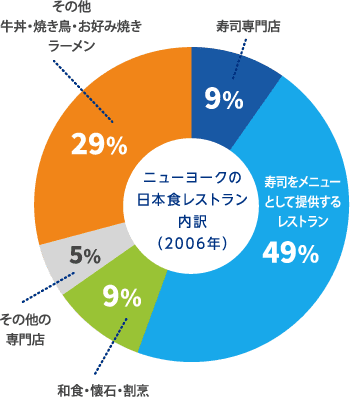 その他
牛丼・焼き鳥・お好み焼き
ラーメン
29%
寿司専門店
9%
ニューヨークの
日本食レストラン
内訳
（2006年）
寿司をメニュー
として提供する
レストラン
49%
5%
その他の
専門店
9%
和食・懐石・割烹